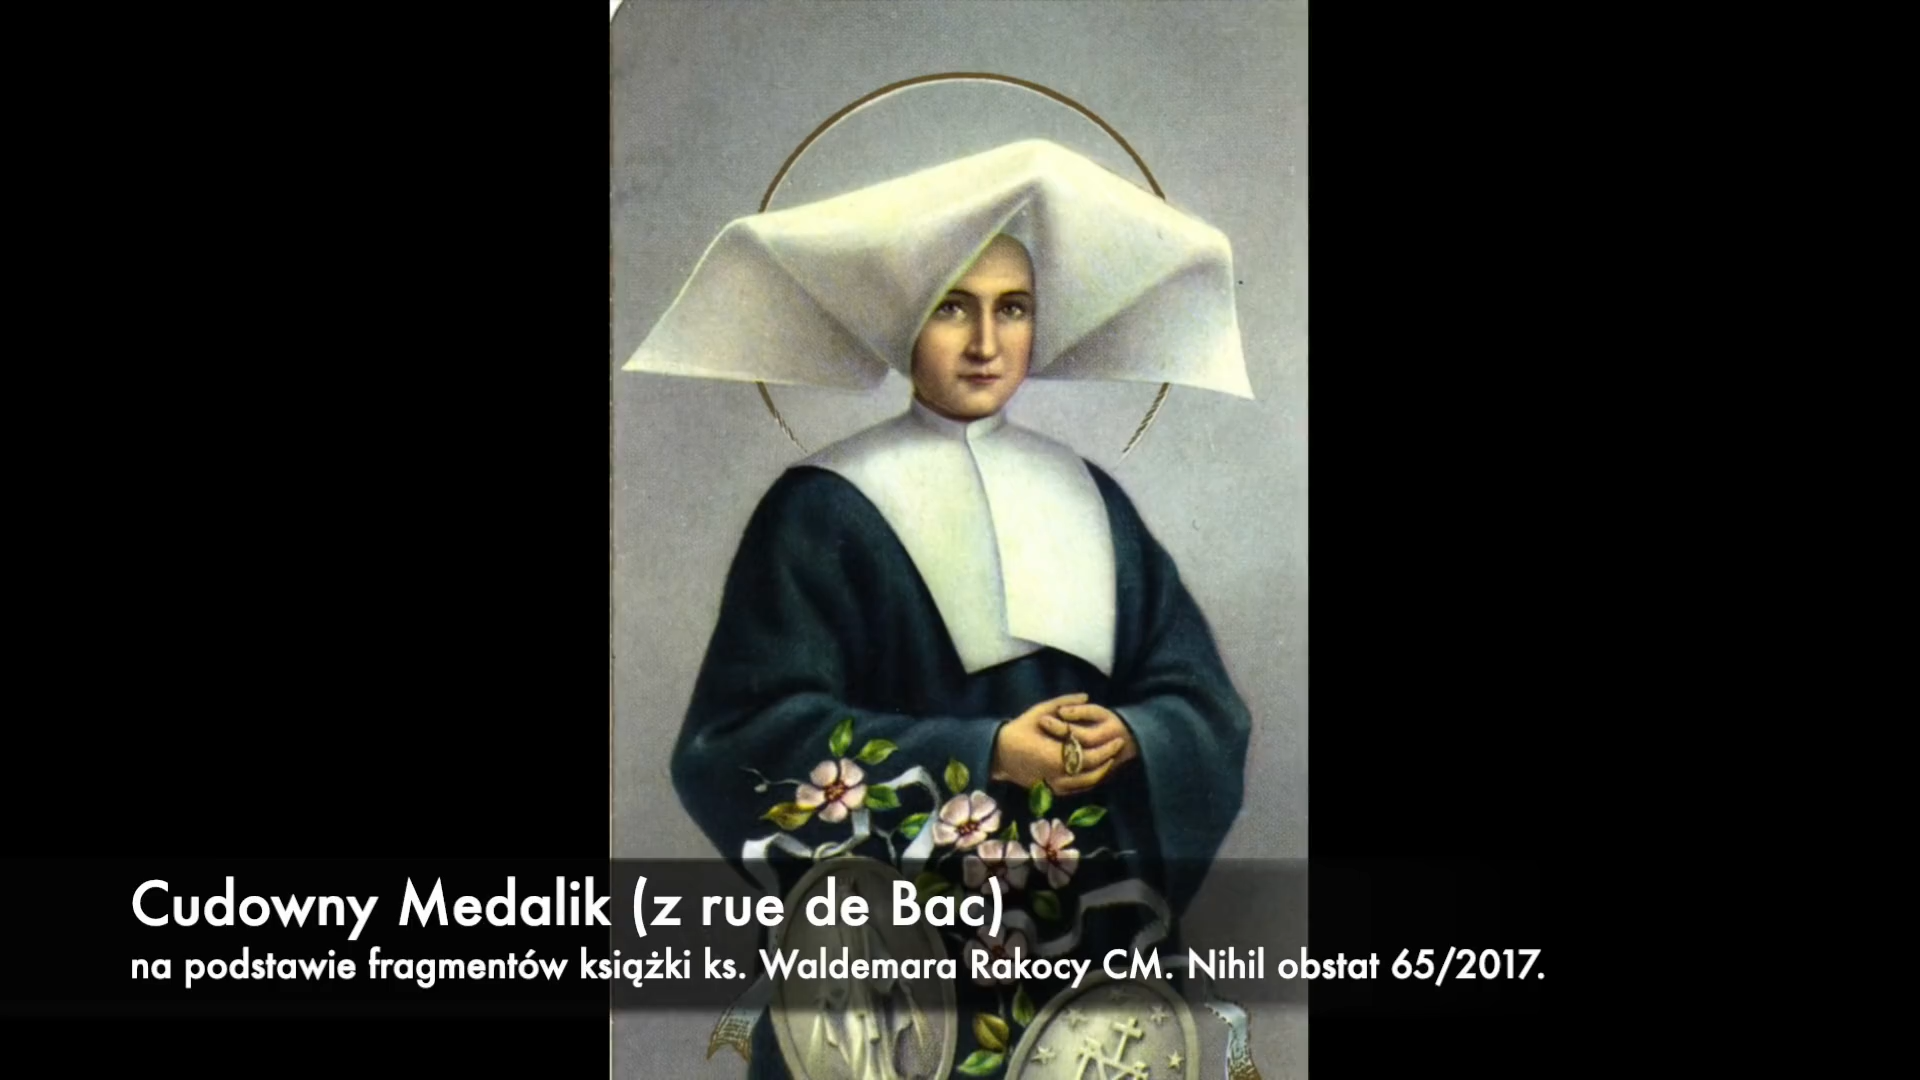 Cudowny Medalik (z rue de Bac)
na podstawie fragmentów książki ks. Waldemara Rakocy CM. Nihil obstat 65/2017.